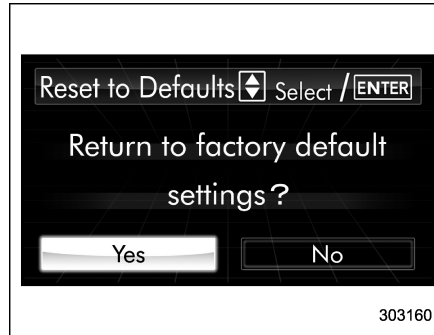 Reset to Defaults Select / ENTER
Return to factory default
settings?
Yes No
303160